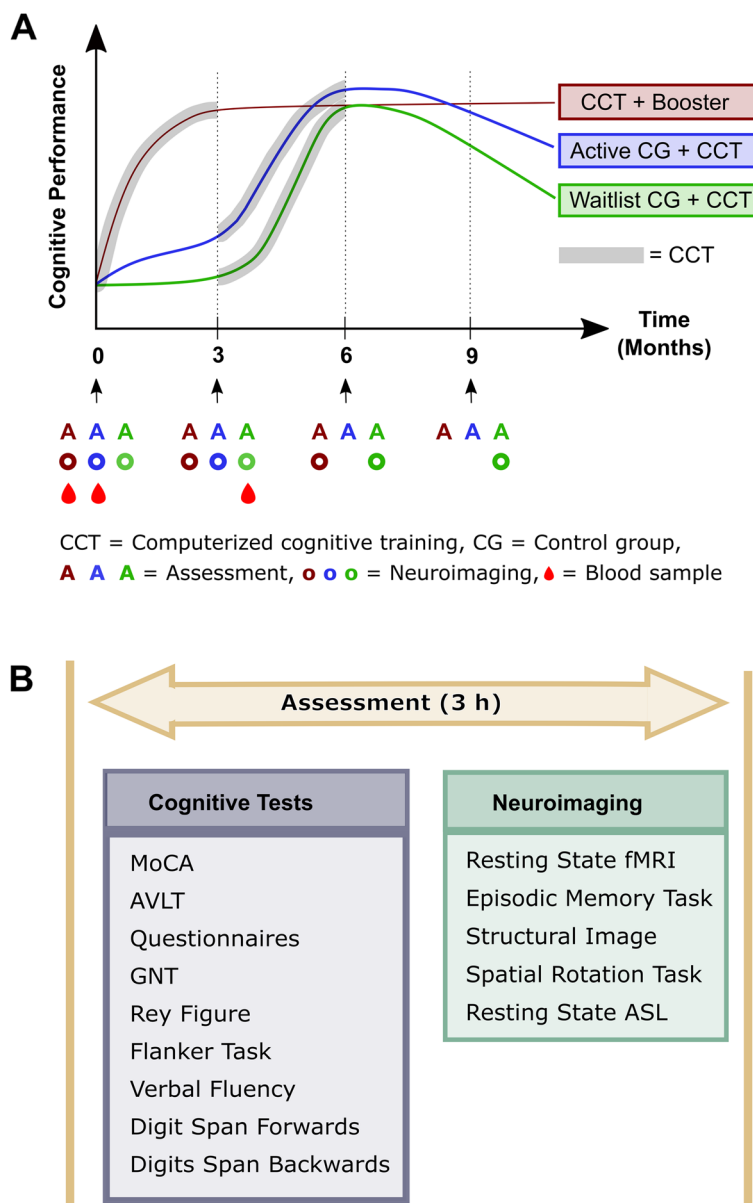 A
Cognitive Performance
CCT + Booster
Active CG + CCT
Waitlist CG + CCT
= CCT
Time
(Months)
0 3 6 9
A A A A A A A A A A A A
CCT = Computerized cognitive training, CG = Control group,
A A A = Assessment, o o o = Neuroimaging, = Blood sample
B
Assessment (3 h)
Cognitive Tests
MoCA
AVLT
Questionnaires
GNT
Rey Figure
Flanker Task
Verbal Fluency
Digit Span Forwards
Digits Span Backwards
Neuroimaging
Resting State fMRI
Episodic Memory Task
Structural Image
Spatial Rotation Task
Resting State ASL